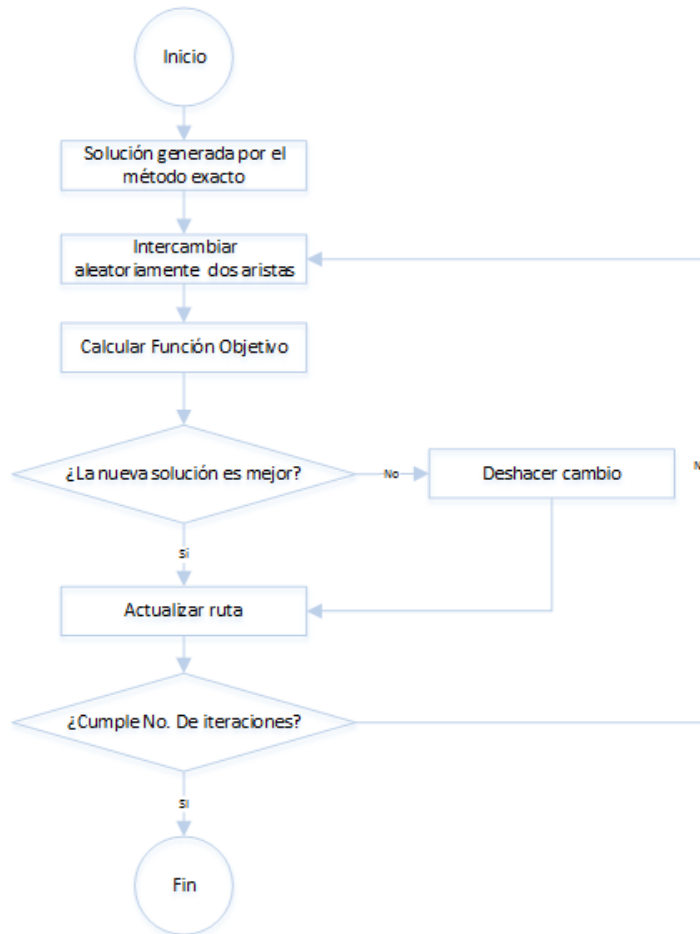 Inicio
Solución generada por el
método exacto
Intercambiar
aleatoriamente dos aristas
Calcular Función Objetivo
¿La nueva solución es mejor?
No
Deshacer cambio
Si
Actualizar ruta
¿Cumple No. De iteraciones?
Si
Fin